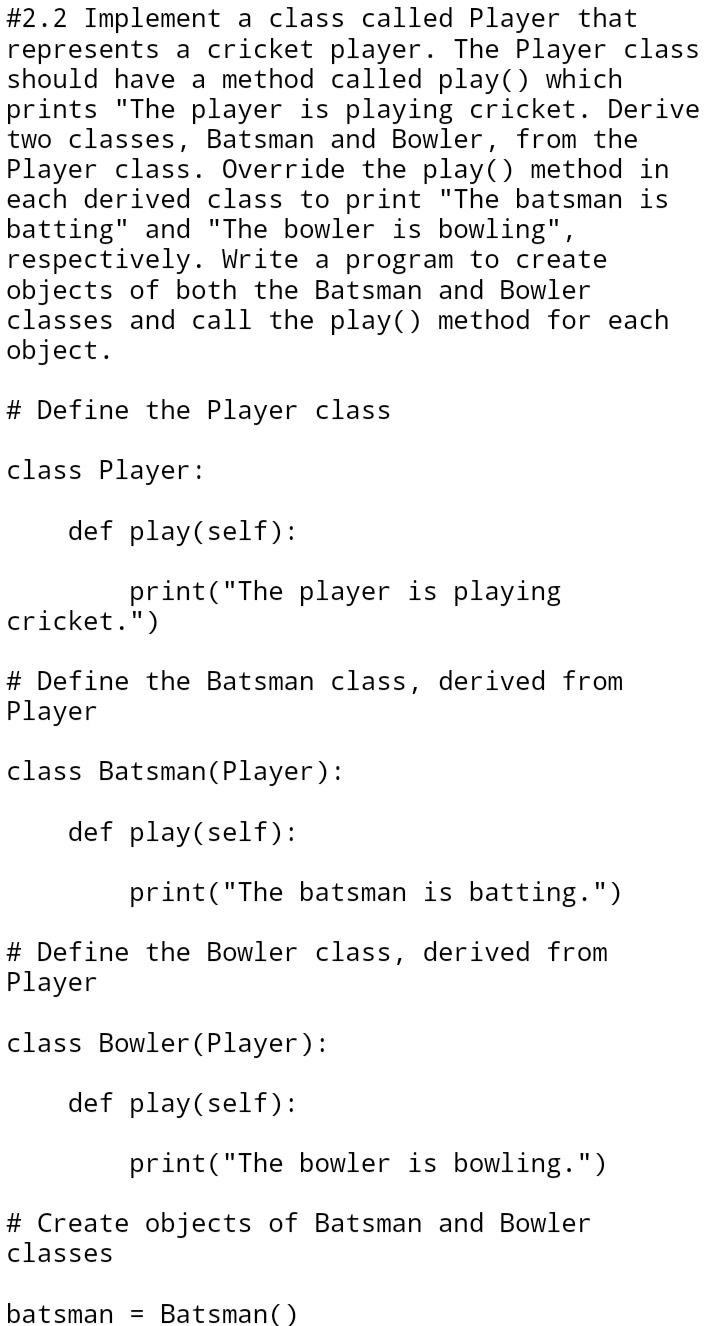 #2.2 Implement a class called Player that
represents a cricket player. The Player class
should have a method called play() which
prints "The player is playing cricket. Derive
two classes, Batsman and Bowler, from the
Player class. Override the play() method in
each derived class to print "The batsman is
batting" and "The bowler is bowling",
respectively. Write a program to create
objects of both the Batsman and Bowler
classes and call the play() method for each
object.

# Define the Player class

class Player:

    def play(self):

        print("The player is playing
cricket.")

# Define the Batsman class, derived from
Player

class Batsman(Player):

    def play(self):

        print("The batsman is batting.")

# Define the Bowler class, derived from
Player

class Bowler(Player):

    def play(self):

        print("The bowler is bowling.")

# Create objects of Batsman and Bowler
classes

batsman = Batsman()